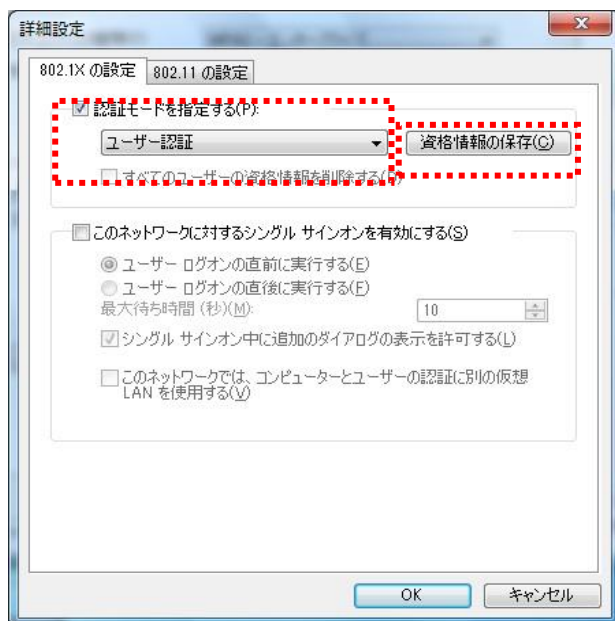 詳細設定
802.1X の設定 802.11 の設定
認証モードを指定する(P):
ユーザー認証 資格情報の保存(C)
すべてのユーザーの資格情報を削除する(D)
このネットワークに対するシングル サインオンを有効にする(S)
ユーザー ログオンの直前に実行する(E)
ユーザー ログオンの直後に実行する(F)
最大待ち時間 (秒)(M): 10
シングル サインオン中に追加のダイアログの表示を許可する(L)
このネットワークでは、コンピューターとユーザーの認証に別の仮想
LAN を使用する(V)
OK キャンセル